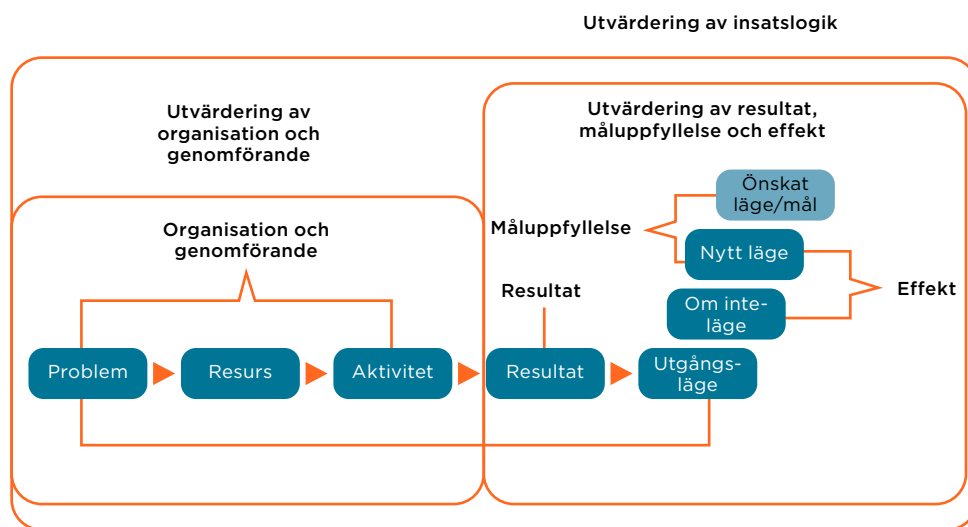 Utvärdering av insatslogik
Utvärdering av
organisation och
genomförande
Utvärdering av resultat,
måluppfyllelse och effekt
Organisation och
genomförande
Måluppfyllelse
Önskat
läge/mål
Nytt läge
Resultat
Om inte-
läge
Effekt
Problem
Resurs
Aktivitet
Resultat
Utgångs-
läge